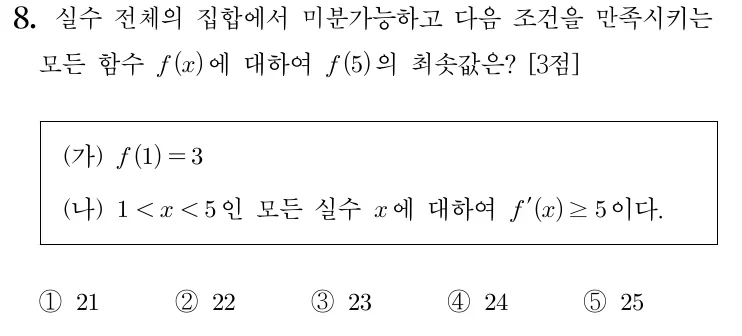 8. 실수 전체의 집합에서 미분가능하고 다음 조건을 만족시키는
모든 함수 f(x)에 대하여 f(5)의 최솟값은? [3점]
(가) f(1)=3
(나) 1<x<5인 모든 실수 x에 대하여 f′(x)≥5이다.
① 21 ② 22 ③ 23 ④ 24 ⑤ 25